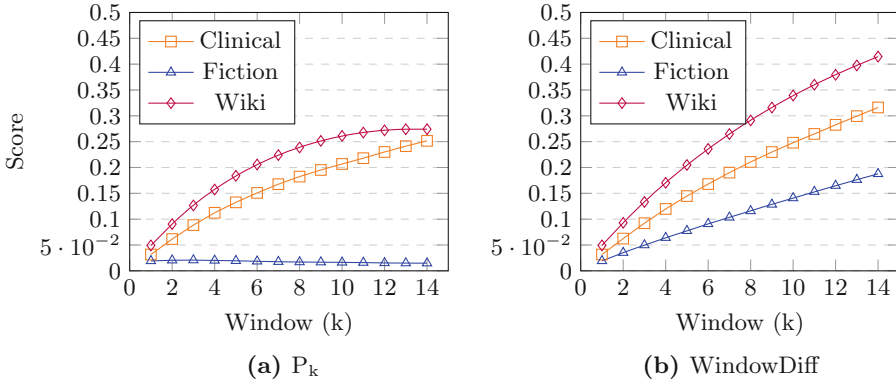 0.5
0.45
0.4
0.35
0.3
0.25
0.2
0.15
0.1
5 · 10⁻²
0
Score
Clinical
Fiction
Wiki
0 2 4 6 8 10 12 14
Window (k)
(a) Pₖ
0.5
0.45
0.4
0.35
0.3
0.25
0.2
0.15
0.1
5 · 10⁻²
0
Clinical
Fiction
Wiki
0 2 4 6 8 10 12 14
Window (k)
(b) WindowDiff